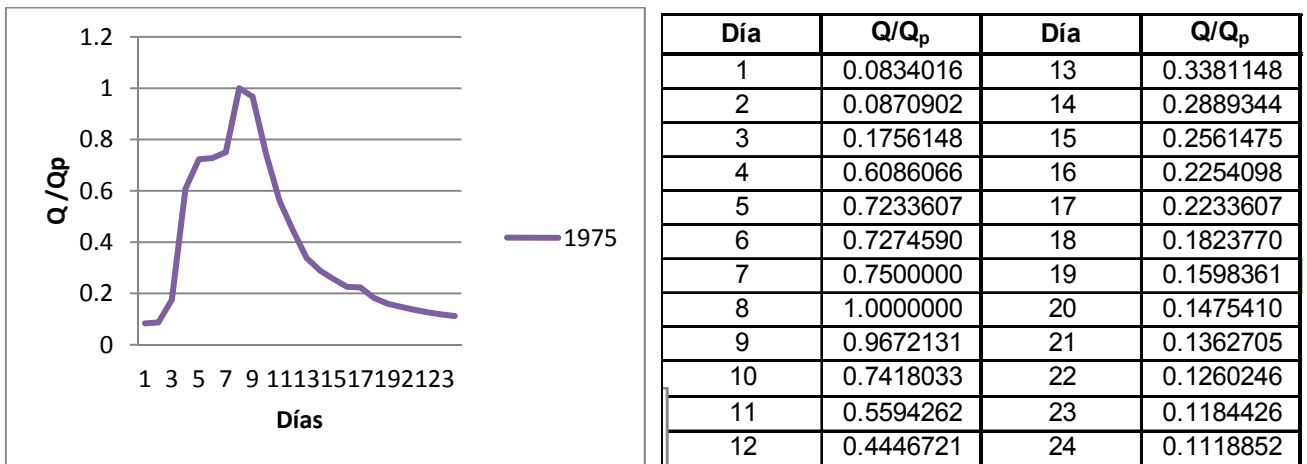 1.2
1
0.8
0.6
0.4
0.2
0
Q /Qp
1 3 5 7 9 11131517192123
Días
1975
Día Q/Qp Día Q/Qp
1 0.0834016 13 0.3381148
2 0.0870902 14 0.2889344
3 0.1756148 15 0.2561475
4 0.6086066 16 0.2254098
5 0.7233607 17 0.2233607
6 0.7274590 18 0.1823770
7 0.7500000 19 0.1598361
8 1.0000000 20 0.1475410
9 0.9672131 21 0.1362705
10 0.7418033 22 0.1260246
11 0.5594262 23 0.1184426
12 0.4446721 24 0.1118852